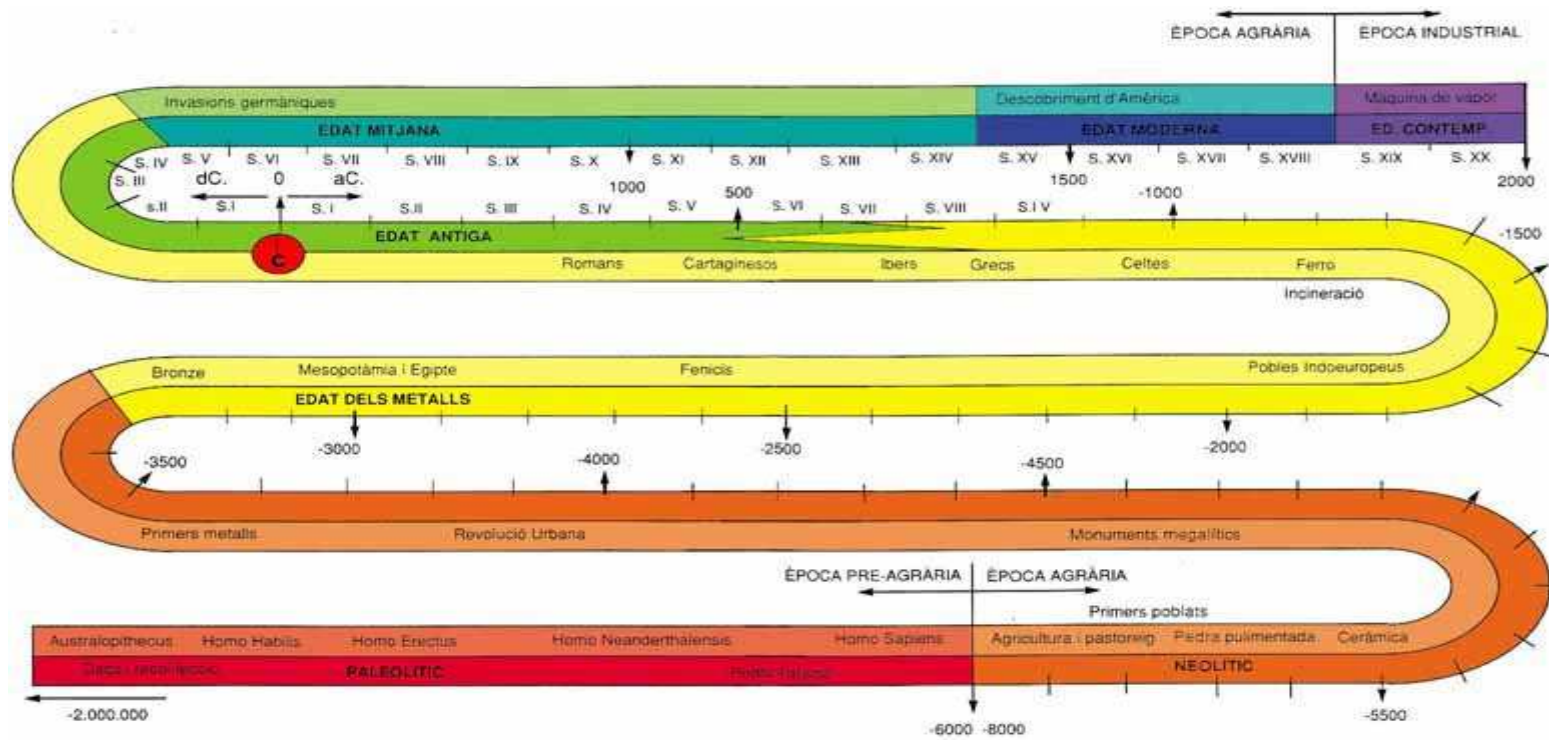 ÈPOCA AGRÀRIA ÈPOCA INDUSTRIAL
Invasions germàniques Descobriment d'Amèrica Màquina de vapor
EDAT MITJANA EDAT MODERNA ED. CONTEMP.
S. III S. IV S. V S. VI S. VII S. VIII S. IX S. X S. XI S. XII S. XIII S. XIV S. XV S. XVI S. XVII S. XVIII S. XIX S. XX
dC. 0 aC. 1000 500 1500 -1000 2000
s.II S.I S. I S.II S. III S. IV S. V S. VI S. VII S. VIII S.I V
EDAT ANTIGA -1500
C Romans Cartaginesos Ibers Grecs Celtes Ferro
Incineració
Bronze Mesopotàmia i Egipte Fenicis Pobles Indoeuropeus
EDAT DELS METALLS
-3500 -3000 -4000 -2500 -4500 -2000
Primers metalls Revolució Urbana Monuments megalítics
ÈPOCA PRE-AGRÀRIA ÈPOCA AGRÀRIA
Primers poblats
Australopithecus Homo Habilis Homo Erectus Homo Neanderthalensis Homo Sapiens Agricultura i pastoreig Pedra pulimentada Ceràmica
PALEOLÍTIC NEOLÍTIC
-2.000.000 -6000 -8000 -5500